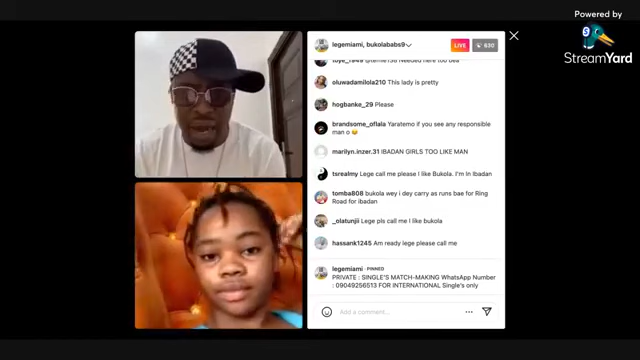 Powered by
StreamYard
legemiami, bukolababs9
LIVE
630
oluwadamilola210 This lady is pretty
hogbanke_29 Please
brandsome_oflala Yaratemo if you see any responsible
man o 😂
marilyn.inzer.31 IBADAN GIRLS TOO LIKE MAN
tsrealmy Lege call me please I like Bukola. I'm in Ibadan
tomba808 bukola wey i dey carry as runs bae for Ring
Road for ibadan
_olatunjii Lege pls call me I like bukola
hassank1245 Am ready lege please call me
legemiami · PINNED
PRIVATE : SINGLE'S MATCH-MAKING WhatsApp Number
: 09049256513 FOR INTERNATIONAL Single's only
Add a comment...